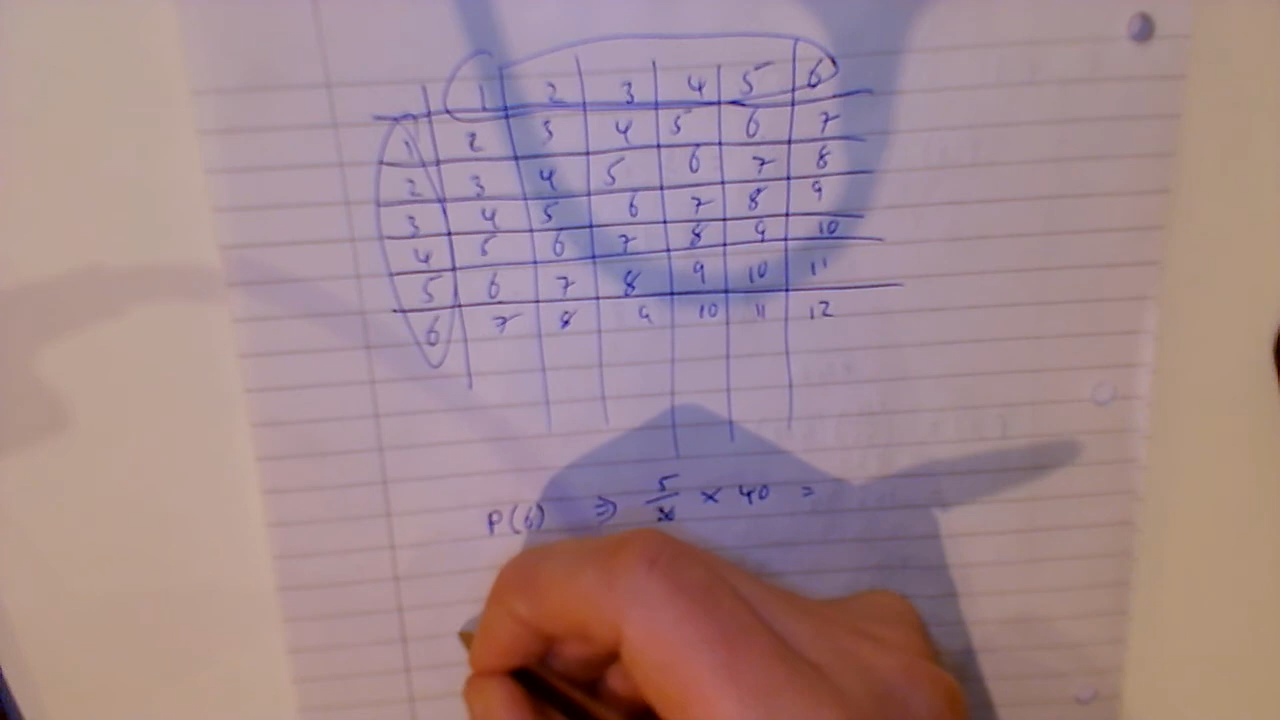 1 2 3 4 5 6
1 2 3 4 5 6 7
2 3 4 5 6 7 8
3 4 5 6 7 8 9
4 5 6 7 8 9 10
5 6 7 8 9 10 11
6 7 8 9 10 11 12
P(6) ⇒ 5/x × 40 =